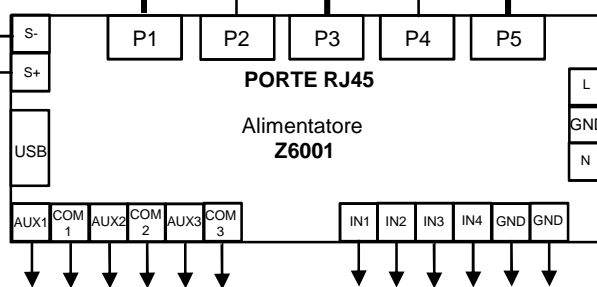 S-
P1 P2 P3 P4 P5
S+
PORTE RJ45
L
Alimentatore
GND
USB
Z6001
N
AUX1 COM 1 AUX2 COM 2 AUX3 COM 3
IN1 IN2 IN3 IN4 GND GND